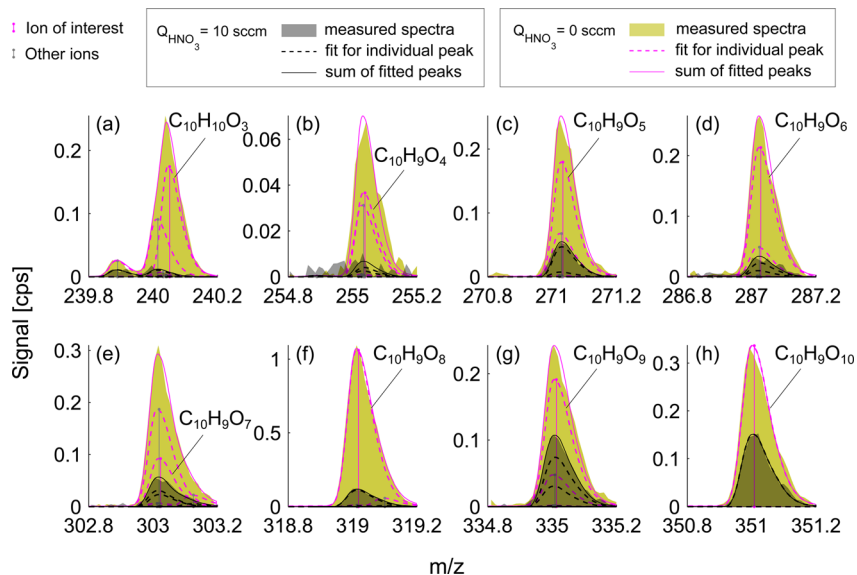 Ion of interest
Other ions
Q_HNO₃ = 10 sccm
measured spectra
fit for individual peak
sum of fitted peaks
Q_HNO₃ = 0 sccm
measured spectra
fit for individual peak
sum of fitted peaks
(a) C₁₀H₁₀O₃
0.2
0.1
0
239.8 240 240.2
(b) C₁₀H₉O₄
0.06
0.04
0.02
0
254.8 255 255.2
(c) C₁₀H₉O₅
0.2
0.1
0
270.8 271 271.2
(d) C₁₀H₉O₆
0.2
0.1
0
286.8 287 287.2
Signal [cps]
(e) C₁₀H₉O₇
0.3
0.2
0.1
0
302.8 303 303.2
(f) C₁₀H₉O₈
1
0.5
0
318.8 319 319.2
(g) C₁₀H₉O₉
0.2
0.1
0
334.8 335 335.2
(h) C₁₀H₉O₁₀
0.3
0.2
0.1
0
350.8 351 351.2
m/z